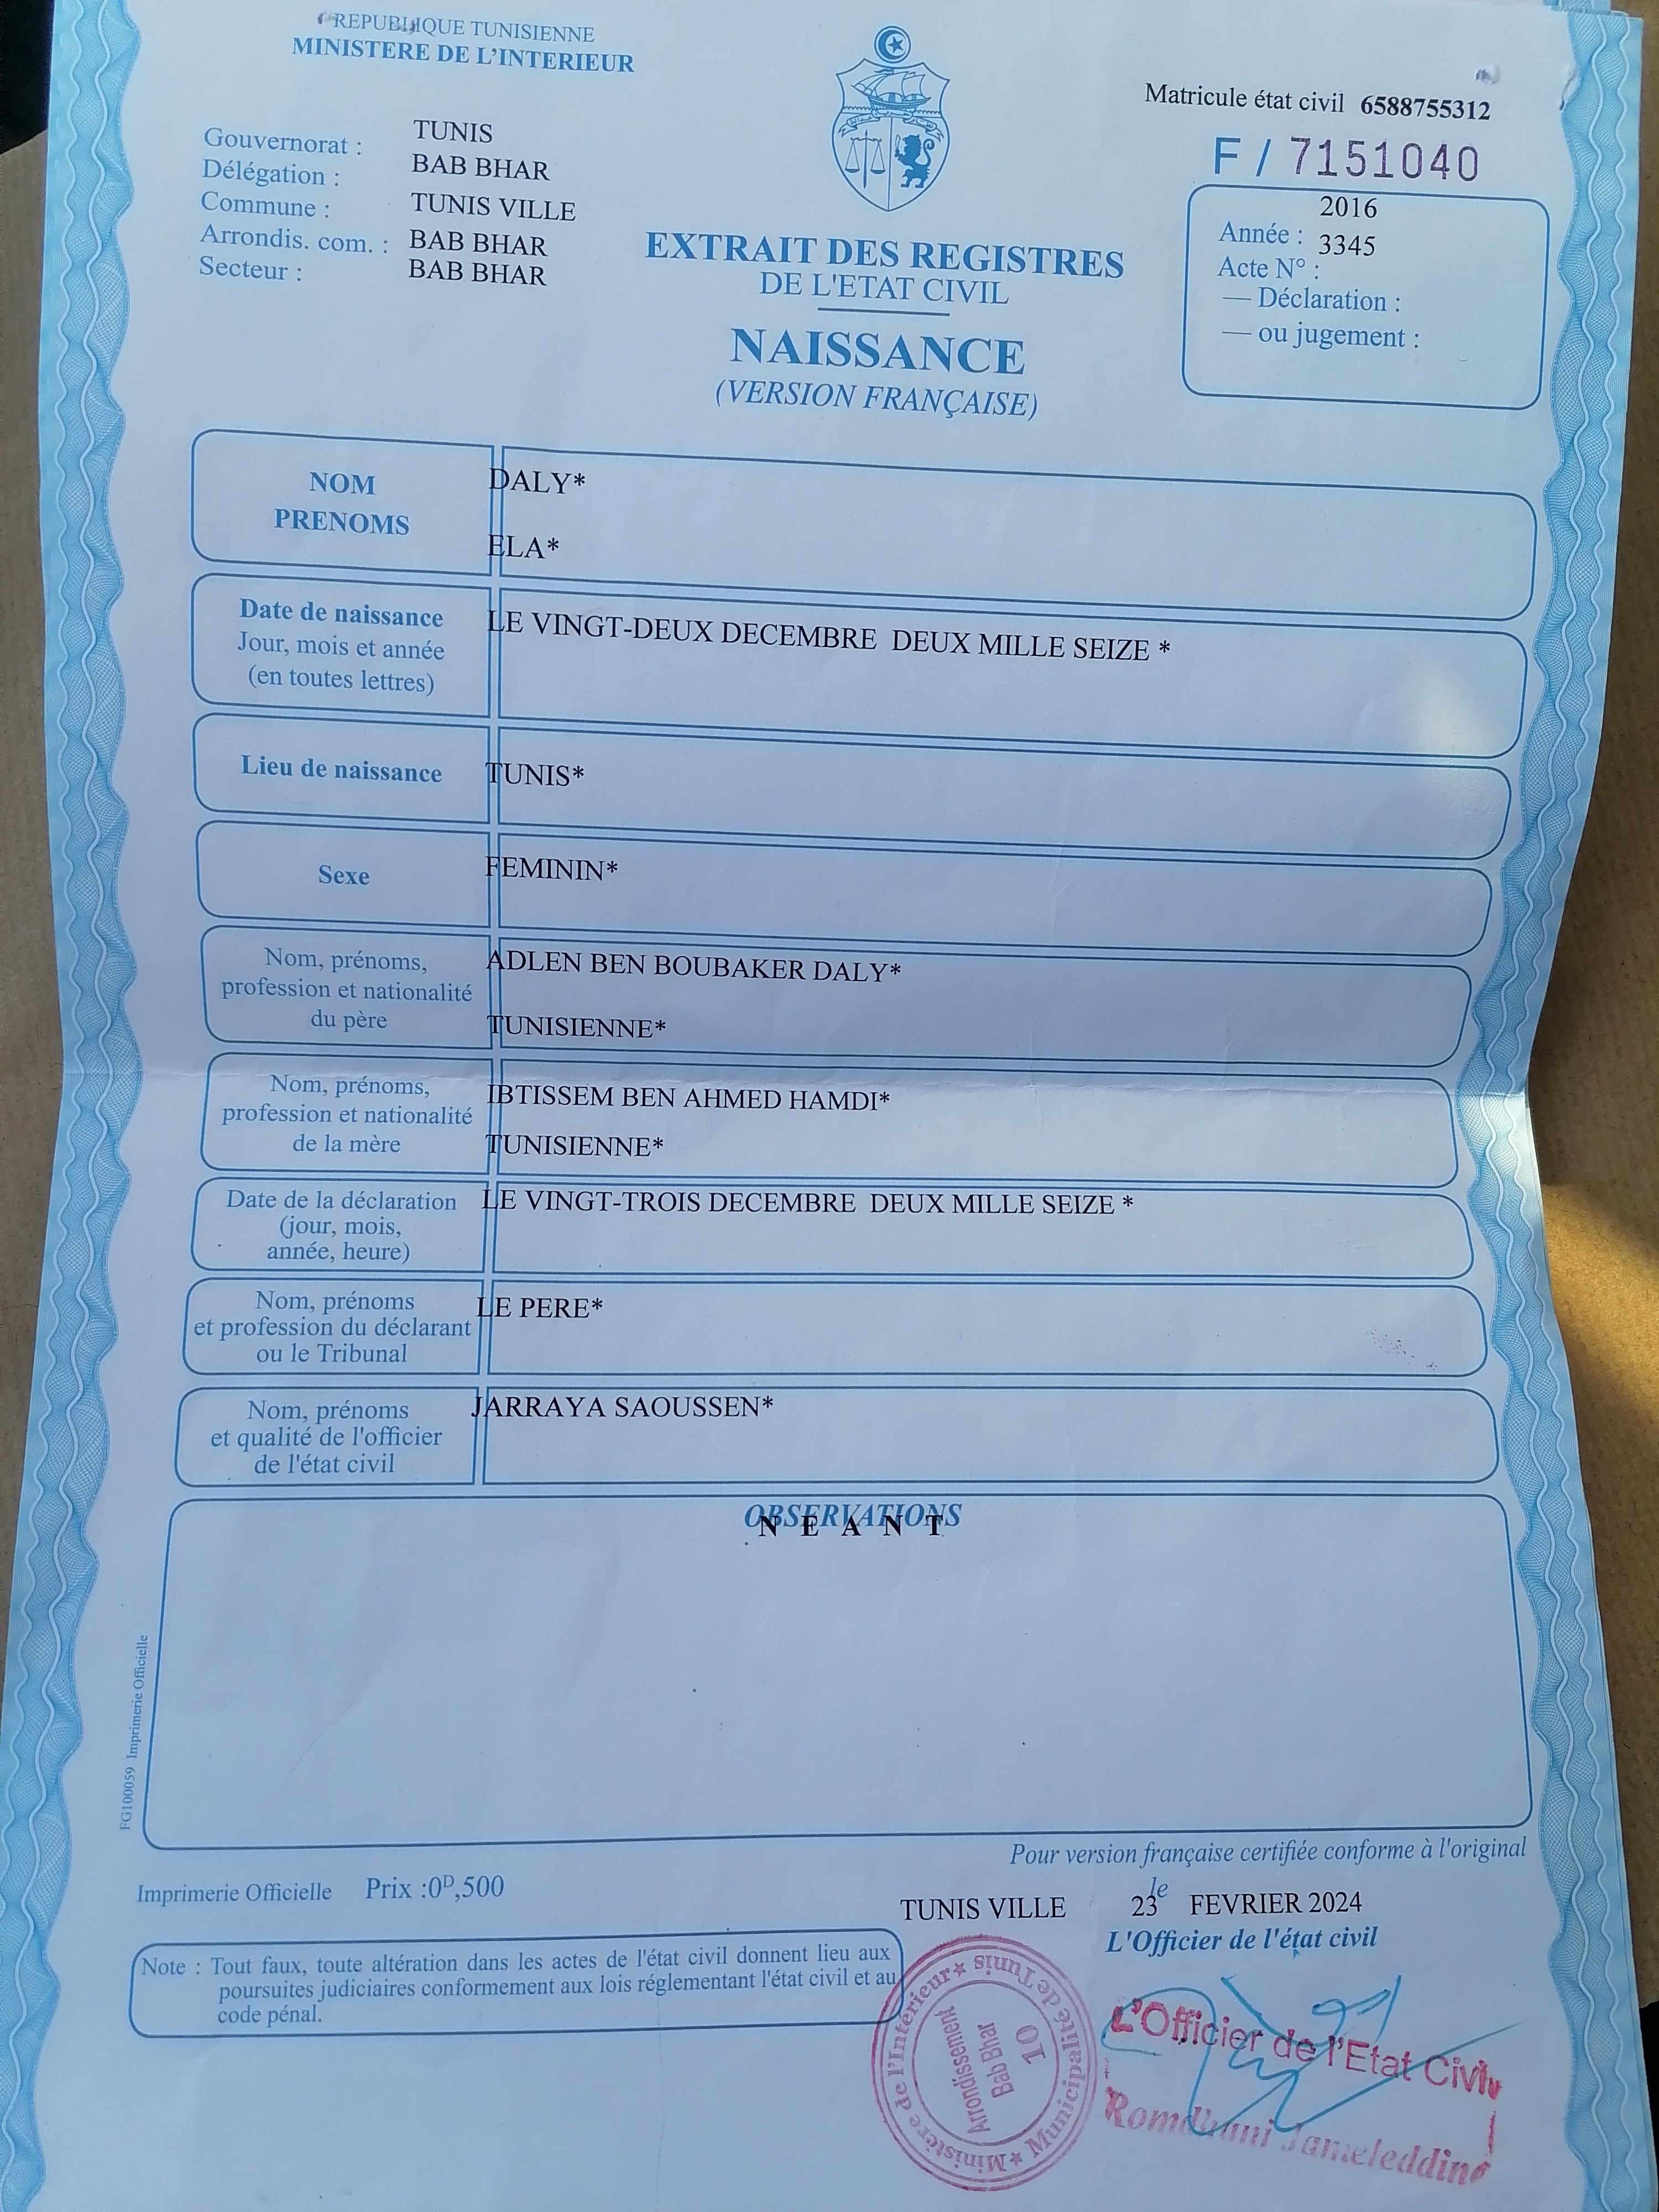 REPUBLIQUE TUNISIENNE
MINISTERE DE L'INTERIEUR
Gouvernorat : TUNIS
Délégation : BAB BHAR
Commune : TUNIS VILLE
Arrondis. com. : BAB BHAR
Secteur : BAB BHAR
EXTRAIT DES REGISTRES
DE L'ETAT CIVIL
NAISSANCE
(VERSION FRANÇAISE)
Matricule état civil 6588755312
F / 7151040
2016
Année : 3345
Acte N° :
— Déclaration :
— ou jugement :
NOM DALY*
PRENOMS ELA*
Date de naissance LE VINGT-DEUX DECEMBRE DEUX MILLE SEIZE *
Jour, mois et année
(en toutes lettres)
Lieu de naissance TUNIS*
Sexe FEMININ*
Nom, prénoms, ADLEN BEN BOUBAKER DALY*
profession et nationalité
du père TUNISIENNE*
Nom, prénoms, IBTISSEM BEN AHMED HAMDI*
profession et nationalité
de la mère TUNISIENNE*
Date de la déclaration LE VINGT-TROIS DECEMBRE DEUX MILLE SEIZE *
(jour, mois,
année, heure)
Nom, prénoms LE PERE*
et profession du déclarant
ou le Tribunal
Nom, prénoms JARRAYA SAOUSSEN*
et qualité de l'officier
de l'état civil
OBSERVATIONS
N E A N T
FG100059 Imprimerie Officielle
Pour version française certifiée conforme à l'original
Imprimerie Officielle Prix :0D,500
TUNIS VILLE le 23 FEVRIER 2024
L'Officier de l'état civil
Note : Tout faux, toute altération dans les actes de l'état civil donnent lieu aux
poursuites judiciaires conformement aux lois réglementant l'état civil et au
code pénal.
Ministère de l'Intérieur * Municipalité de Tunis *
Arrondissement
Bab Bhar
10
L'Officier de l'Etat Civil
Romdhani Jameleddine